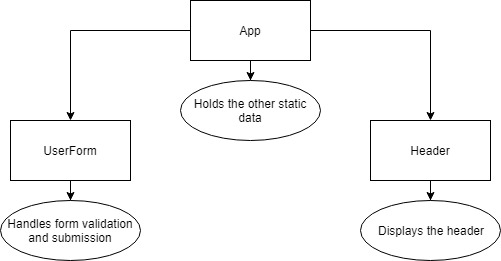 App
Holds the other static
data
UserForm
Header
Handles form validation
and submission
Displays the header